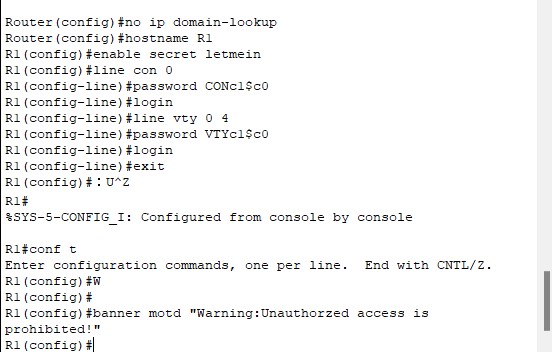 Router(config)#no ip domain-lookup
Router(config)#hostname R1
R1(config)#enable secret letmein
R1(config)#line con 0
R1(config-line)#password CONc1$c0
R1(config-line)#login
R1(config-line)#line vty 0 4
R1(config-line)#password VTYc1$c0
R1(config-line)#login
R1(config-line)#exit
R1(config)#：U^Z
R1#
%SYS-5-CONFIG_I: Configured from console by console
R1#conf t
Enter configuration commands, one per line.  End with CNTL/Z.
R1(config)#W
R1(config)#
R1(config)#banner motd "Warning:Unauthorzed access is
prohibited!"
R1(config)#